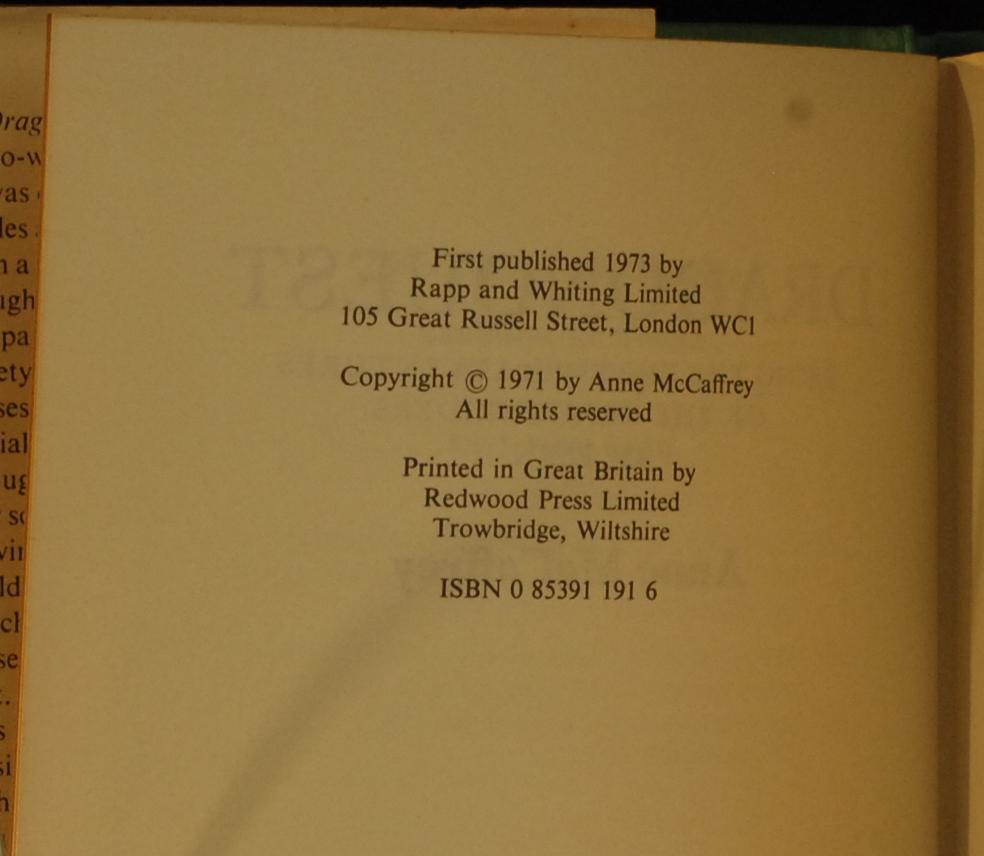 First published 1973 by
Rapp and Whiting Limited
105 Great Russell Street, London WC1
Copyright © 1971 by Anne McCaffrey
All rights reserved
Printed in Great Britain by
Redwood Press Limited
Trowbridge, Wiltshire
ISBN 0 85391 191 6